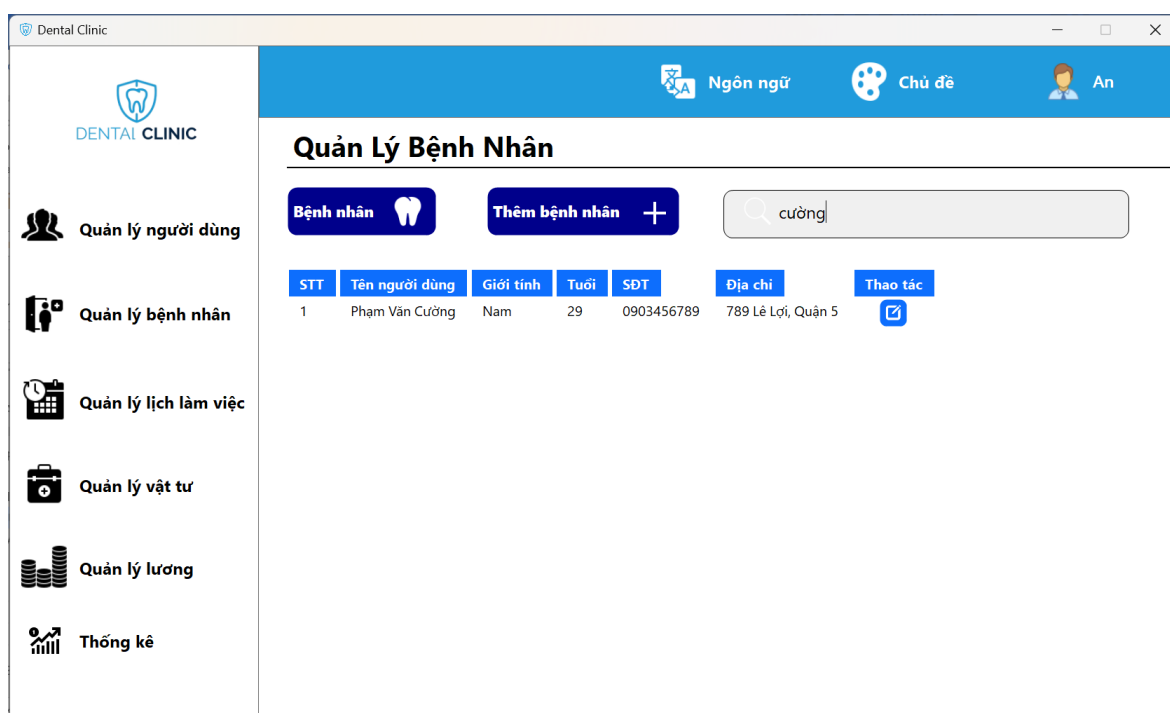 Dental Clinic
DENTAL CLINIC
Ngôn ngữ
Chủ đề
An
Quản lý người dùng
Quản lý bệnh nhân
Quản lý lịch làm việc
Quản lý vật tư
Quản lý lương
Thống kê
Quản Lý Bệnh Nhân
Bệnh nhân
Thêm bệnh nhân
cường
STT Tên người dùng Giới tính Tuổi SĐT Địa chỉ Thao tác
1 Phạm Văn Cường Nam 29 0903456789 789 Lê Lợi, Quận 5